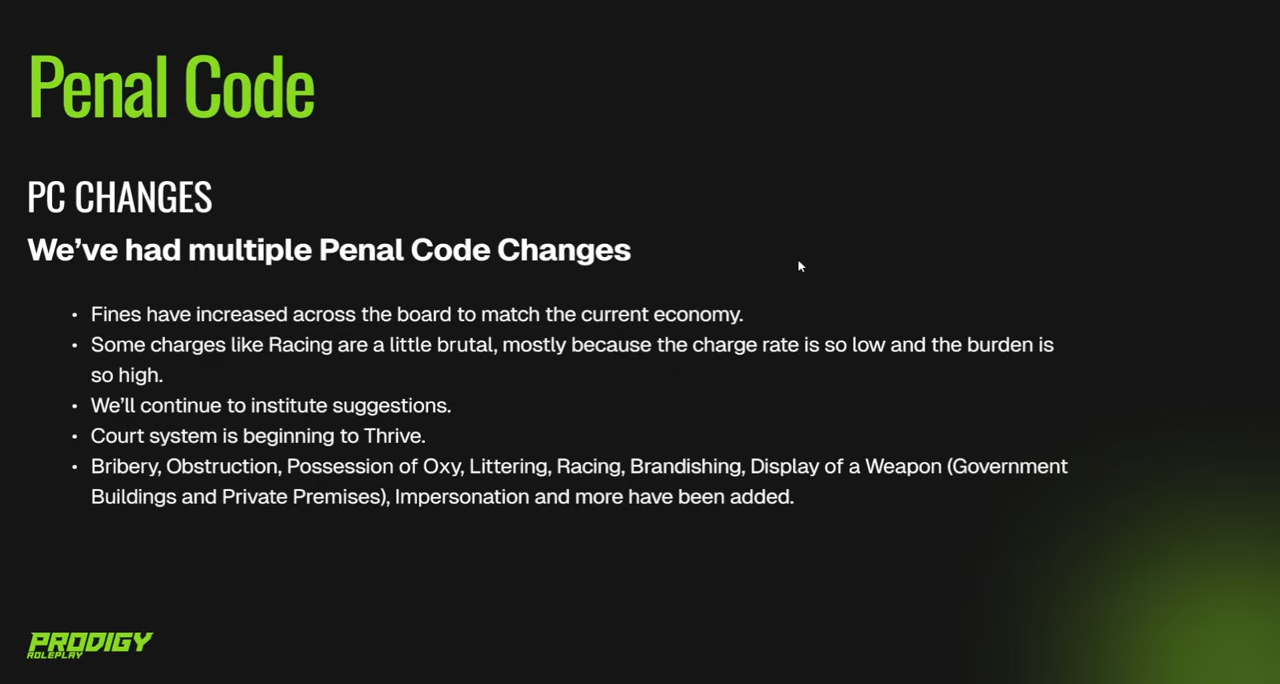 Penal Code
PC CHANGES
We’ve had multiple Penal Code Changes
• Fines have increased across the board to match the current economy.
• Some charges like Racing are a little brutal, mostly because the charge rate is so low and the burden is
so high.
• We’ll continue to institute suggestions.
• Court system is beginning to Thrive.
• Bribery, Obstruction, Possession of Oxy, Littering, Racing, Brandishing, Display of a Weapon (Government
Buildings and Private Premises), Impersonation and more have been added.
PRODIGY
ROLEPLAY